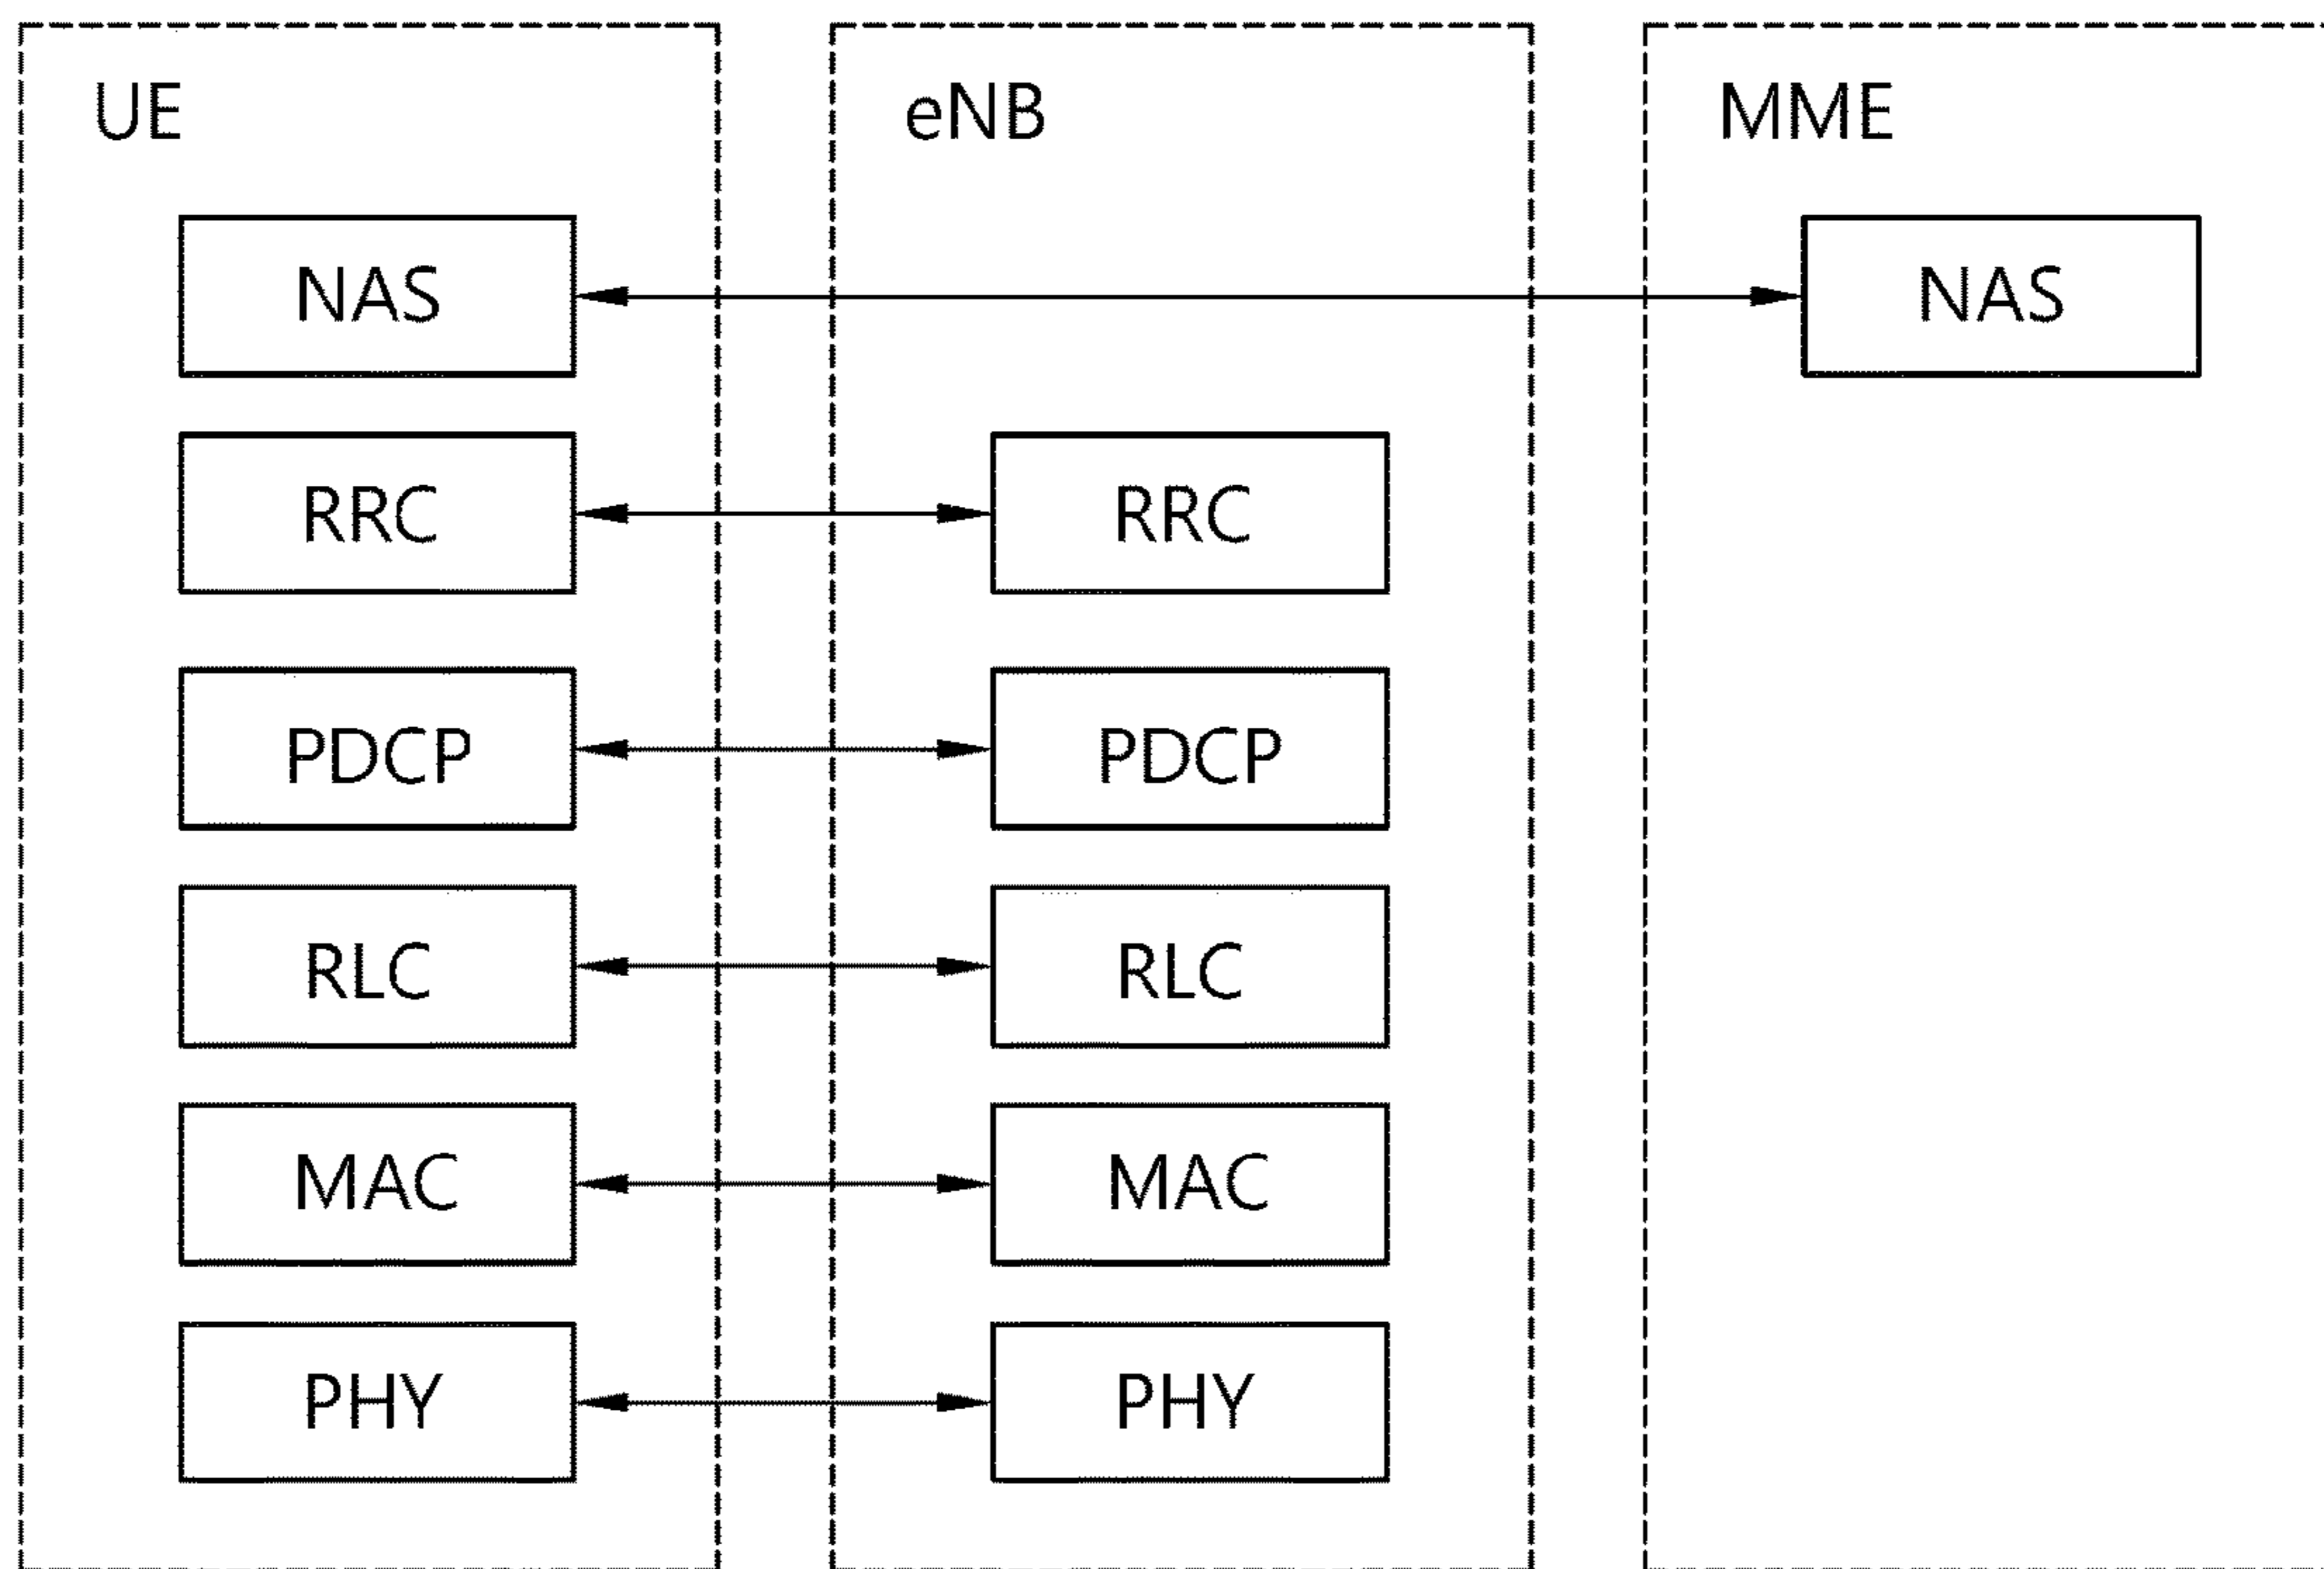 UE
eNB
MME
NAS
NAS
RRC
RRC
PDCP
PDCP
RLC
RLC
MAC
MAC
PHY
PHY